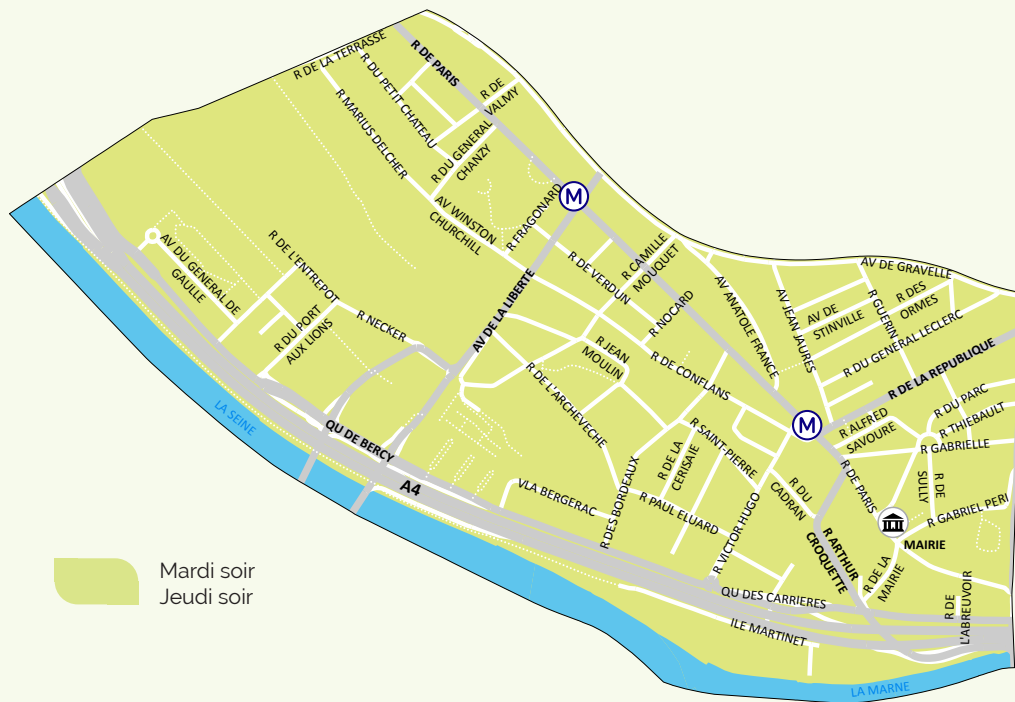 R DE LA TERRASSE
R DE PARIS
R DU PETIT CHATEAU
R DE
VALMY
R MARIUS DELCHER
R DU GENERAL
CHANZY
M
AV WINSTON
CHURCHILL
R FRAGONARD
R DE VERDUN
R CAMILLE
MOUQUET
R NOCARD
AV ANATOLE FRANCE
AV JEAN JAURES
AV DE GRAVELLE
AV DE
STINVILLE
R GUERIN
R DES
ORMES
R DU GENERAL LECLERC
R DE LA REPUBLIQUE
AV DU GENERAL DE
GAULLE
R DE L'ENTREPOT
R DU PORT
AUX LIONS
R NECKER
AV DE LA LIBERTE
R JEAN
MOULIN
R DE CONFLANS
R DE L'ARCHEVECHE
M
R ALFRED
SAVOURE
R DU PARC
R THIEBAULT
R GABRIELLE
R DE
SULLY
LA SEINE
QU DE BERCY
A4
VLA BERGERAC
R DES BORDEAUX
R DE LA
CERISAIE
R SAINT-PIERRE
R PAUL ELUARD
R VICTOR HUGO
R DU
CADRAN
R DE PARIS
R ARTHUR
CROQUETTE
R GABRIEL PERI
MAIRIE
R DE LA
MAIRIE
QU DES CARRIERES
ILE MARTINET
R DE
L'ABREUVOIR
LA MARNE
Mardi soir
Jeudi soir